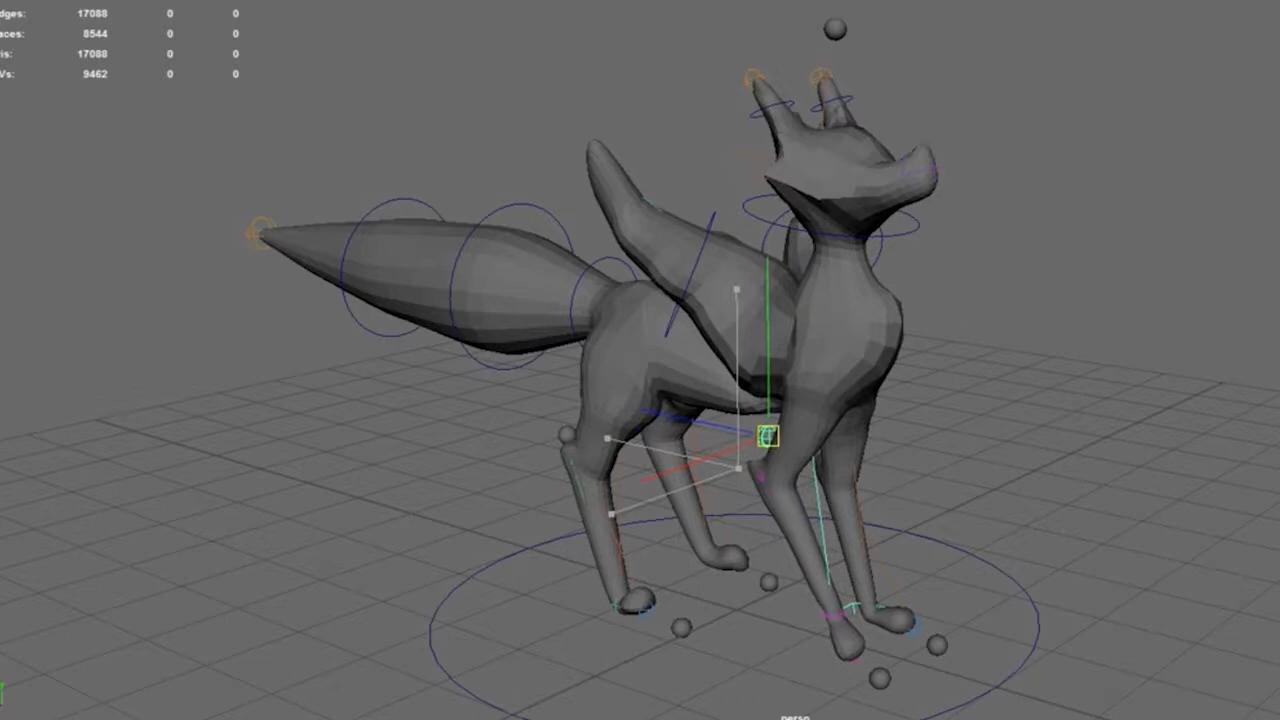 dges: 17088 0 0
aces: 8544 0 0
is: 17088 0 0
Vs: 9462 0 0
persp